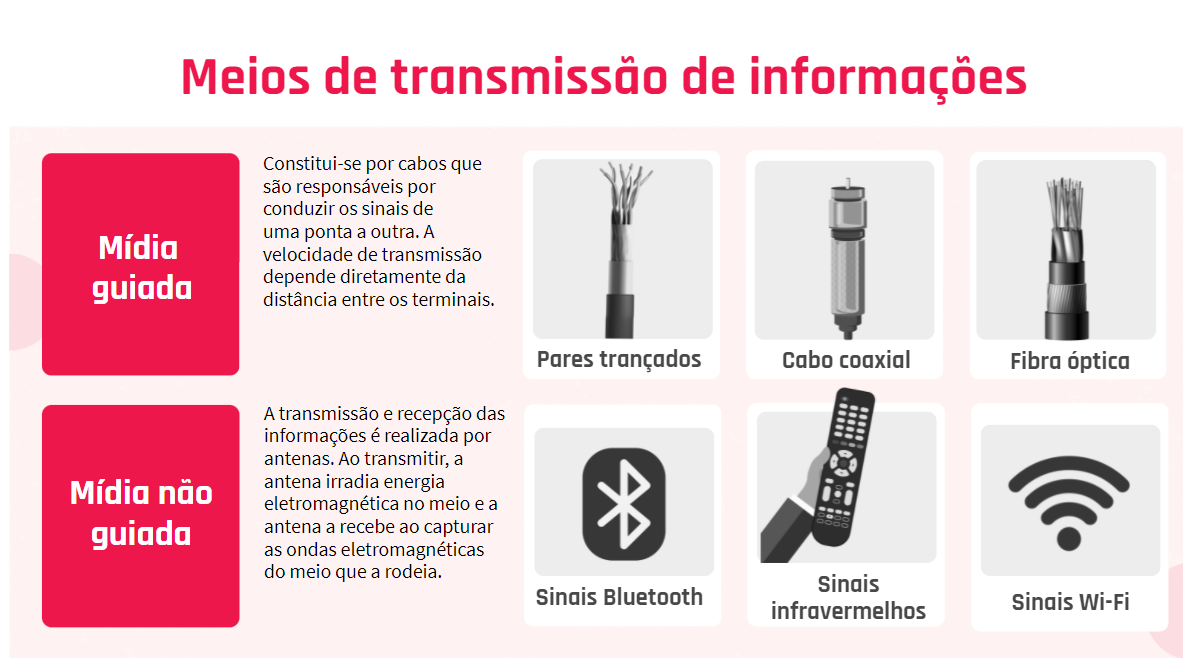 Meios de transmissão de informações
Mídia
guiada
Constitui-se por cabos que
são responsáveis por
conduzir os sinais de
uma ponta a outra. A
velocidade de transmissão
depende diretamente da
distância entre os terminais.
Pares trançados
Cabo coaxial
Fibra óptica
Mídia não
guiada
A transmissão e recepção das
informações é realizada por
antenas. Ao transmitir, a
antena irradia energia
eletromagnética no meio e a
antena a recebe ao capturar
as ondas eletromagnéticas
do meio que a rodeia.
Sinais Bluetooth
Sinais
infravermelhos
Sinais Wi-Fi